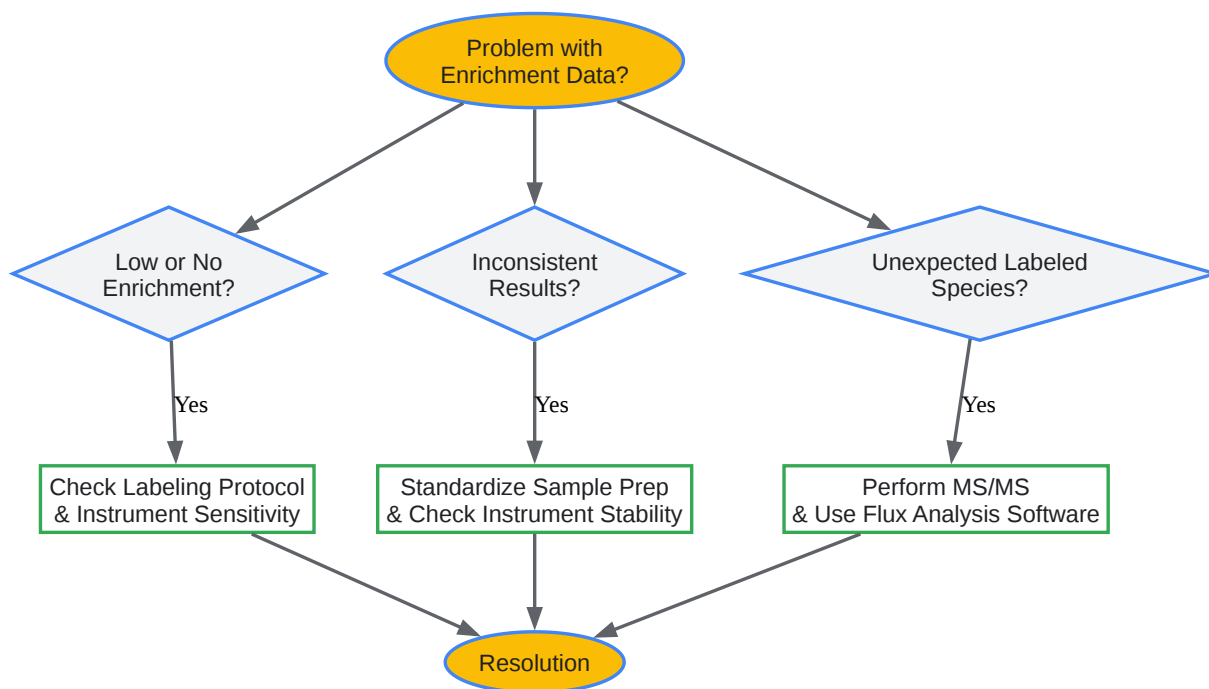 Problem with
Enrichment Data?
Low or No
Enrichment?
Inconsistent
Results?
Unexpected Labeled
Species?
Yes
Yes
Yes
Check Labeling Protocol
& Instrument Sensitivity
Standardize Sample Prep
& Check Instrument Stability
Perform MS/MS
& Use Flux Analysis Software
Resolution